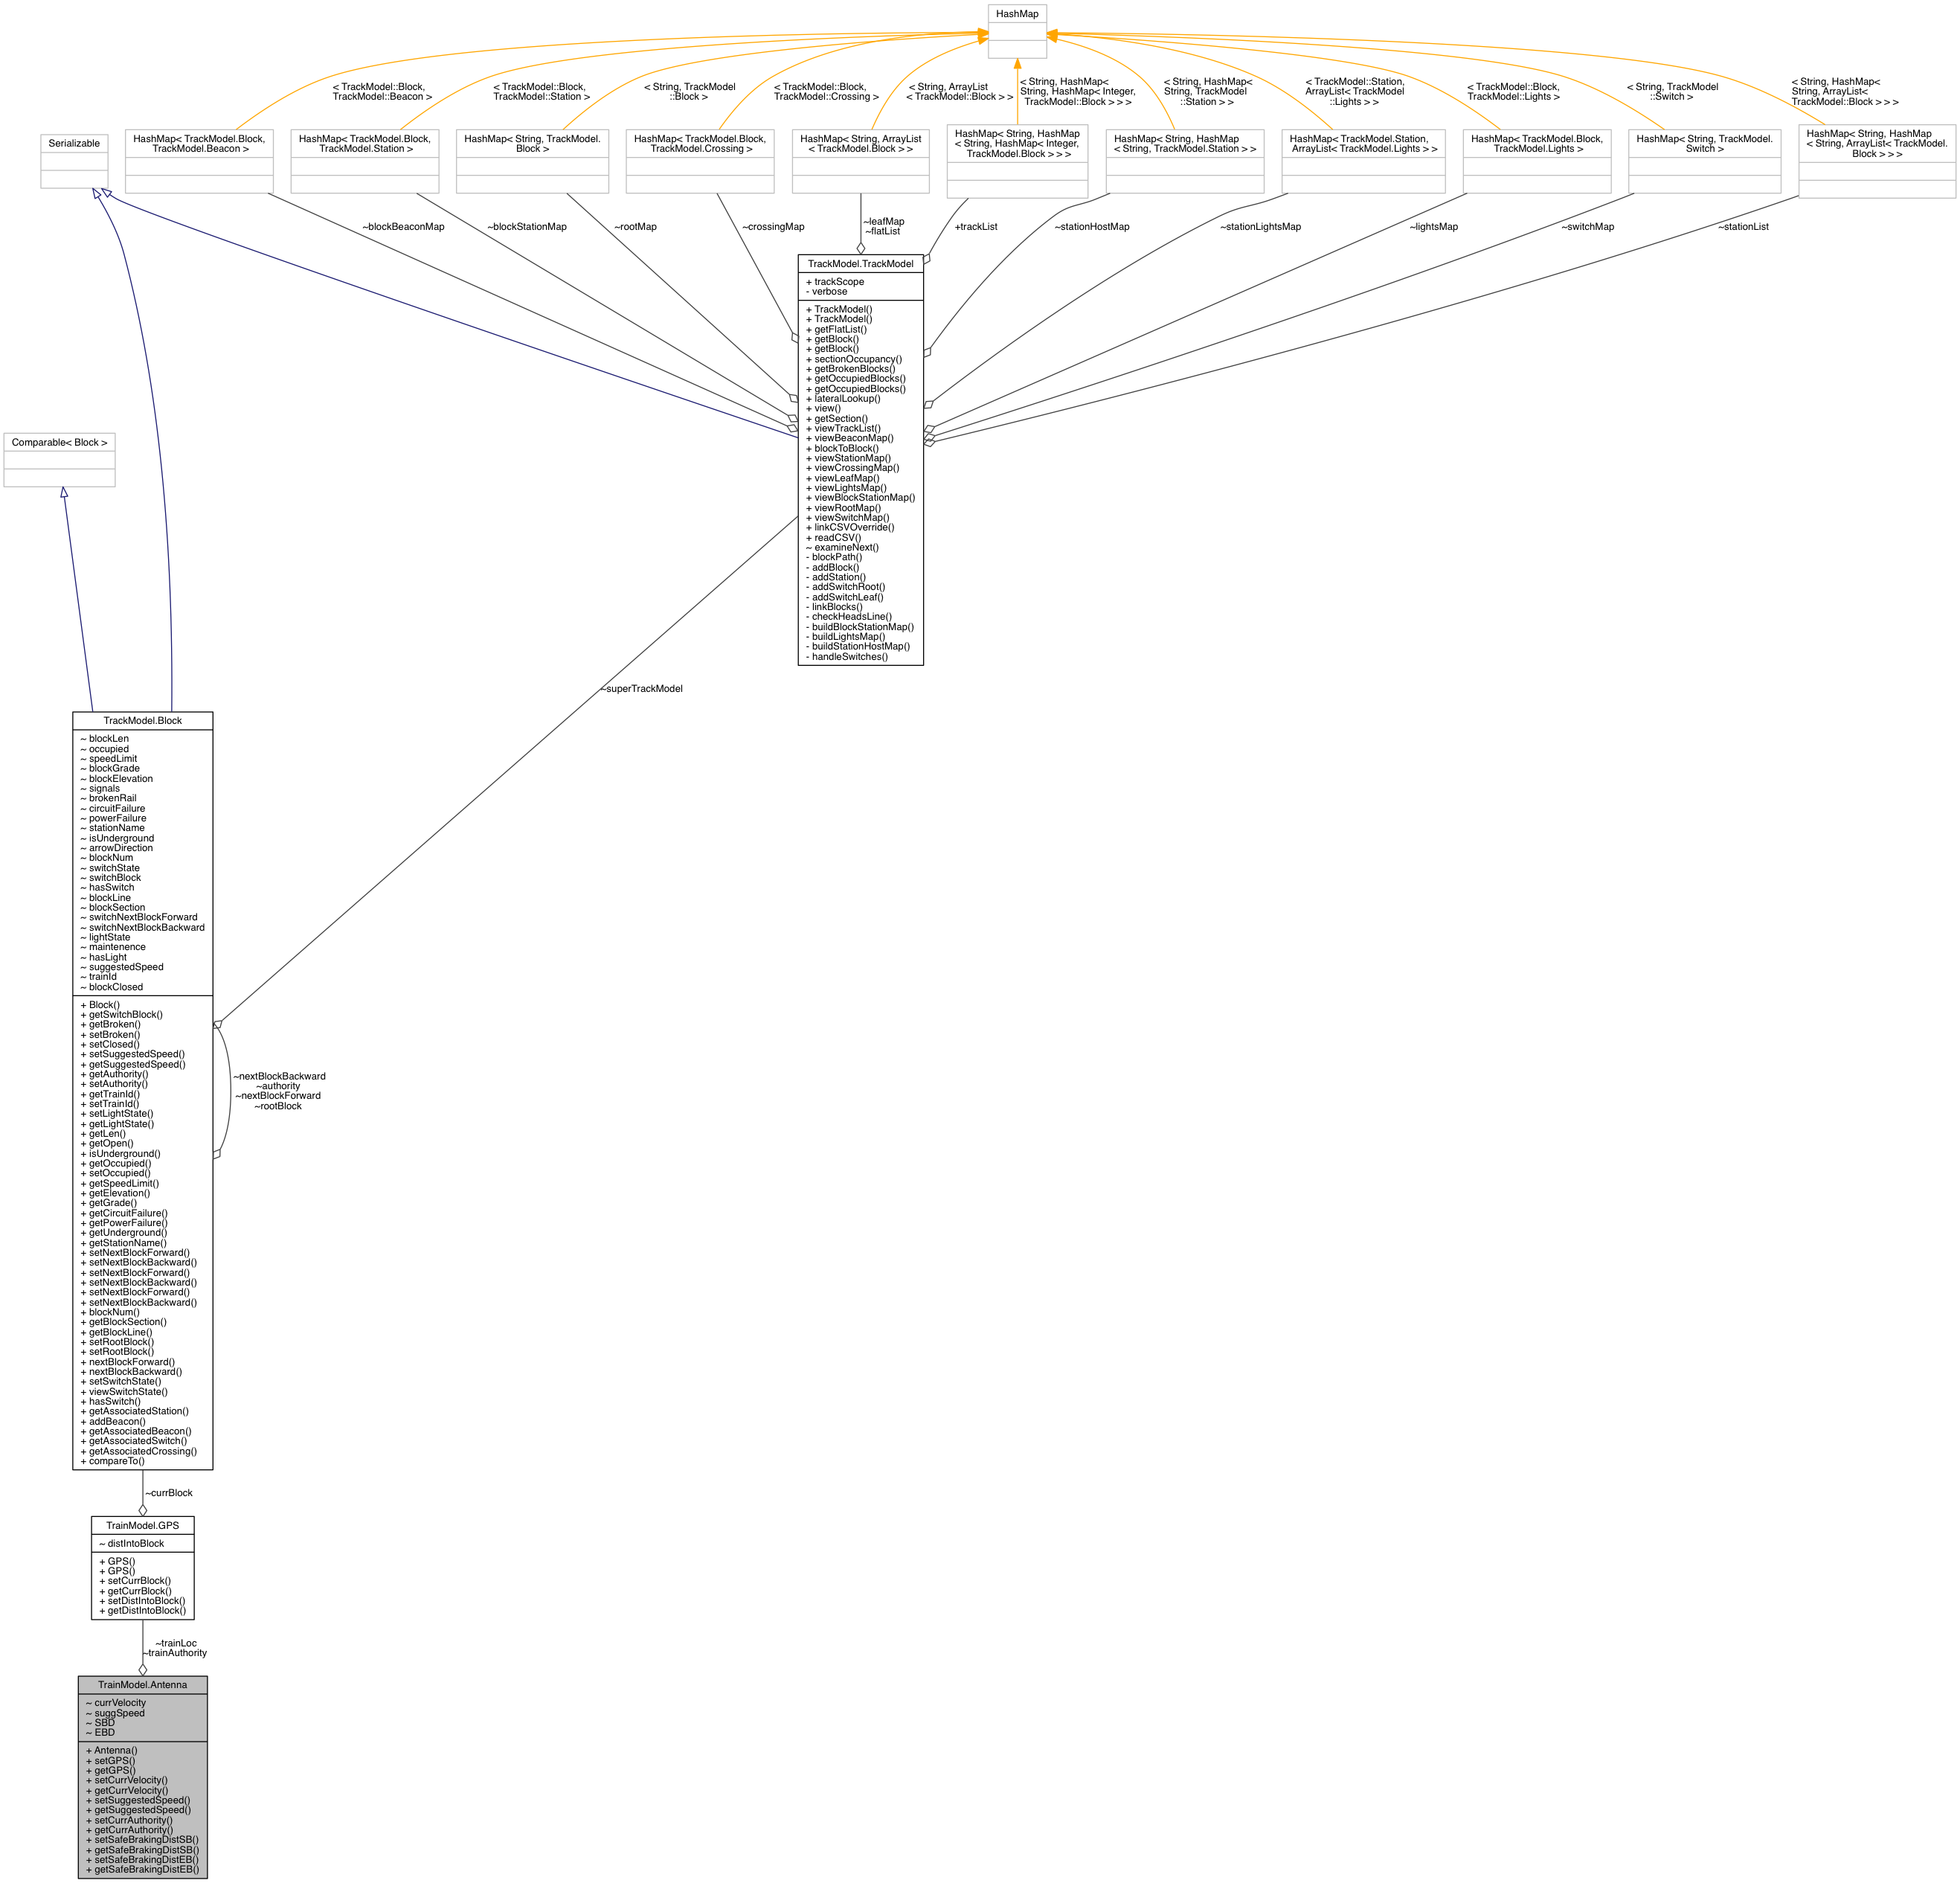 HashMap
< TrackModel::Block,
TrackModel::Beacon >
< TrackModel::Block,
TrackModel::Station >
< String, TrackModel
::Block >
< TrackModel::Block,
TrackModel::Crossing >
< String, ArrayList
< TrackModel::Block > >
< String, HashMap<
String, HashMap< Integer,
TrackModel::Block > > >
< String, HashMap<
String, TrackModel
::Station > >
< TrackModel::Station,
ArrayList< TrackModel
::Lights > >
< TrackModel::Block,
TrackModel::Lights >
< String, TrackModel
::Switch >
< String, HashMap<
String, ArrayList<
TrackModel::Block > > >
Serializable
HashMap< TrackModel.Block,
TrackModel.Beacon >
HashMap< TrackModel.Block,
TrackModel.Station >
HashMap< String, TrackModel.
Block >
HashMap< TrackModel.Block,
TrackModel.Crossing >
HashMap< String, ArrayList
< TrackModel.Block > >
HashMap< String, HashMap
< String, HashMap< Integer,
TrackModel.Block > > >
HashMap< String, HashMap
< String, TrackModel.Station > >
HashMap< TrackModel.Station,
ArrayList< TrackModel.Lights > >
HashMap< TrackModel.Block,
TrackModel.Lights >
HashMap< String, TrackModel.
Switch >
HashMap< String, HashMap
< String, ArrayList< TrackModel.
Block > > >
~blockBeaconMap
~blockStationMap
~rootMap
~crossingMap
~leafMap
~flatList
+trackList
~stationHostMap
~stationLightsMap
~lightsMap
~switchMap
~stationList
TrackModel.TrackModel
+ trackScope
- verbose
+ TrackModel()
+ TrackModel()
+ getFlatList()
+ getBlock()
+ getBlock()
+ sectionOccupancy()
+ getBrokenBlocks()
+ getOccupiedBlocks()
+ getOccupiedBlocks()
+ lateralLookup()
+ view()
+ getSection()
+ viewTrackList()
+ viewBeaconMap()
+ blockToBlock()
+ viewStationMap()
+ viewCrossingMap()
+ viewLeafMap()
+ viewLightsMap()
+ viewBlockStationMap()
+ viewRootMap()
+ viewSwitchMap()
+ linkCSVOverride()
+ readCSV()
~ examineNext()
- blockPath()
- addBlock()
- addStation()
- addSwitchRoot()
- addSwitchLeaf()
- linkBlocks()
- checkHeadsLine()
- buildBlockStationMap()
- buildLightsMap()
- buildStationHostMap()
- handleSwitches()
Comparable< Block >
~superTrackModel
TrackModel.Block
~ blockLen
~ occupied
~ speedLimit
~ blockGrade
~ blockElevation
~ signals
~ brokenRail
~ circuitFailure
~ powerFailure
~ stationName
~ isUnderground
~ arrowDirection
~ blockNum
~ switchState
~ switchBlock
~ hasSwitch
~ blockLine
~ blockSection
~ switchNextBlockForward
~ switchNextBlockBackward
~ lightState
~ maintenence
~ hasLight
~ suggestedSpeed
~ trainId
~ blockClosed
+ Block()
+ getSwitchBlock()
+ getBroken()
+ setBroken()
+ setClosed()
+ setSuggestedSpeed()
+ getSuggestedSpeed()
+ getAuthority()
+ setAuthority()
+ getTrainId()
+ setTrainId()
+ setLightState()
+ getLightState()
+ getLen()
+ getOpen()
+ isUnderground()
+ getOccupied()
+ setOccupied()
+ getSpeedLimit()
+ getElevation()
+ getGrade()
+ getCircuitFailure()
+ getPowerFailure()
+ getUnderground()
+ getStationName()
+ setNextBlockForward()
+ setNextBlockBackward()
+ setNextBlockForward()
+ setNextBlockBackward()
+ setNextBlockForward()
+ setNextBlockBackward()
+ blockNum()
+ getBlockSection()
+ getBlockLine()
+ setRootBlock()
+ setRootBlock()
+ nextBlockForward()
+ nextBlockBackward()
+ setSwitchState()
+ viewSwitchState()
+ hasSwitch()
+ getAssociatedStation()
+ addBeacon()
+ getAssociatedBeacon()
+ getAssociatedSwitch()
+ getAssociatedCrossing()
+ compareTo()
~nextBlockBackward
~authority
~nextBlockForward
~rootBlock
~currBlock
TrainModel.GPS
~ distIntoBlock
+ GPS()
+ GPS()
+ setCurrBlock()
+ getCurrBlock()
+ setDistIntoBlock()
+ getDistIntoBlock()
~trainLoc
~trainAuthority
TrainModel.Antenna
~ currVelocity
~ suggSpeed
~ SBD
~ EBD
+ Antenna()
+ setGPS()
+ getGPS()
+ setCurrVelocity()
+ getCurrVelocity()
+ setSuggestedSpeed()
+ getSuggestedSpeed()
+ setCurrAuthority()
+ getCurrAuthority()
+ setSafeBrakingDistSB()
+ getSafeBrakingDistSB()
+ setSafeBrakingDistEB()
+ getSafeBrakingDistEB()